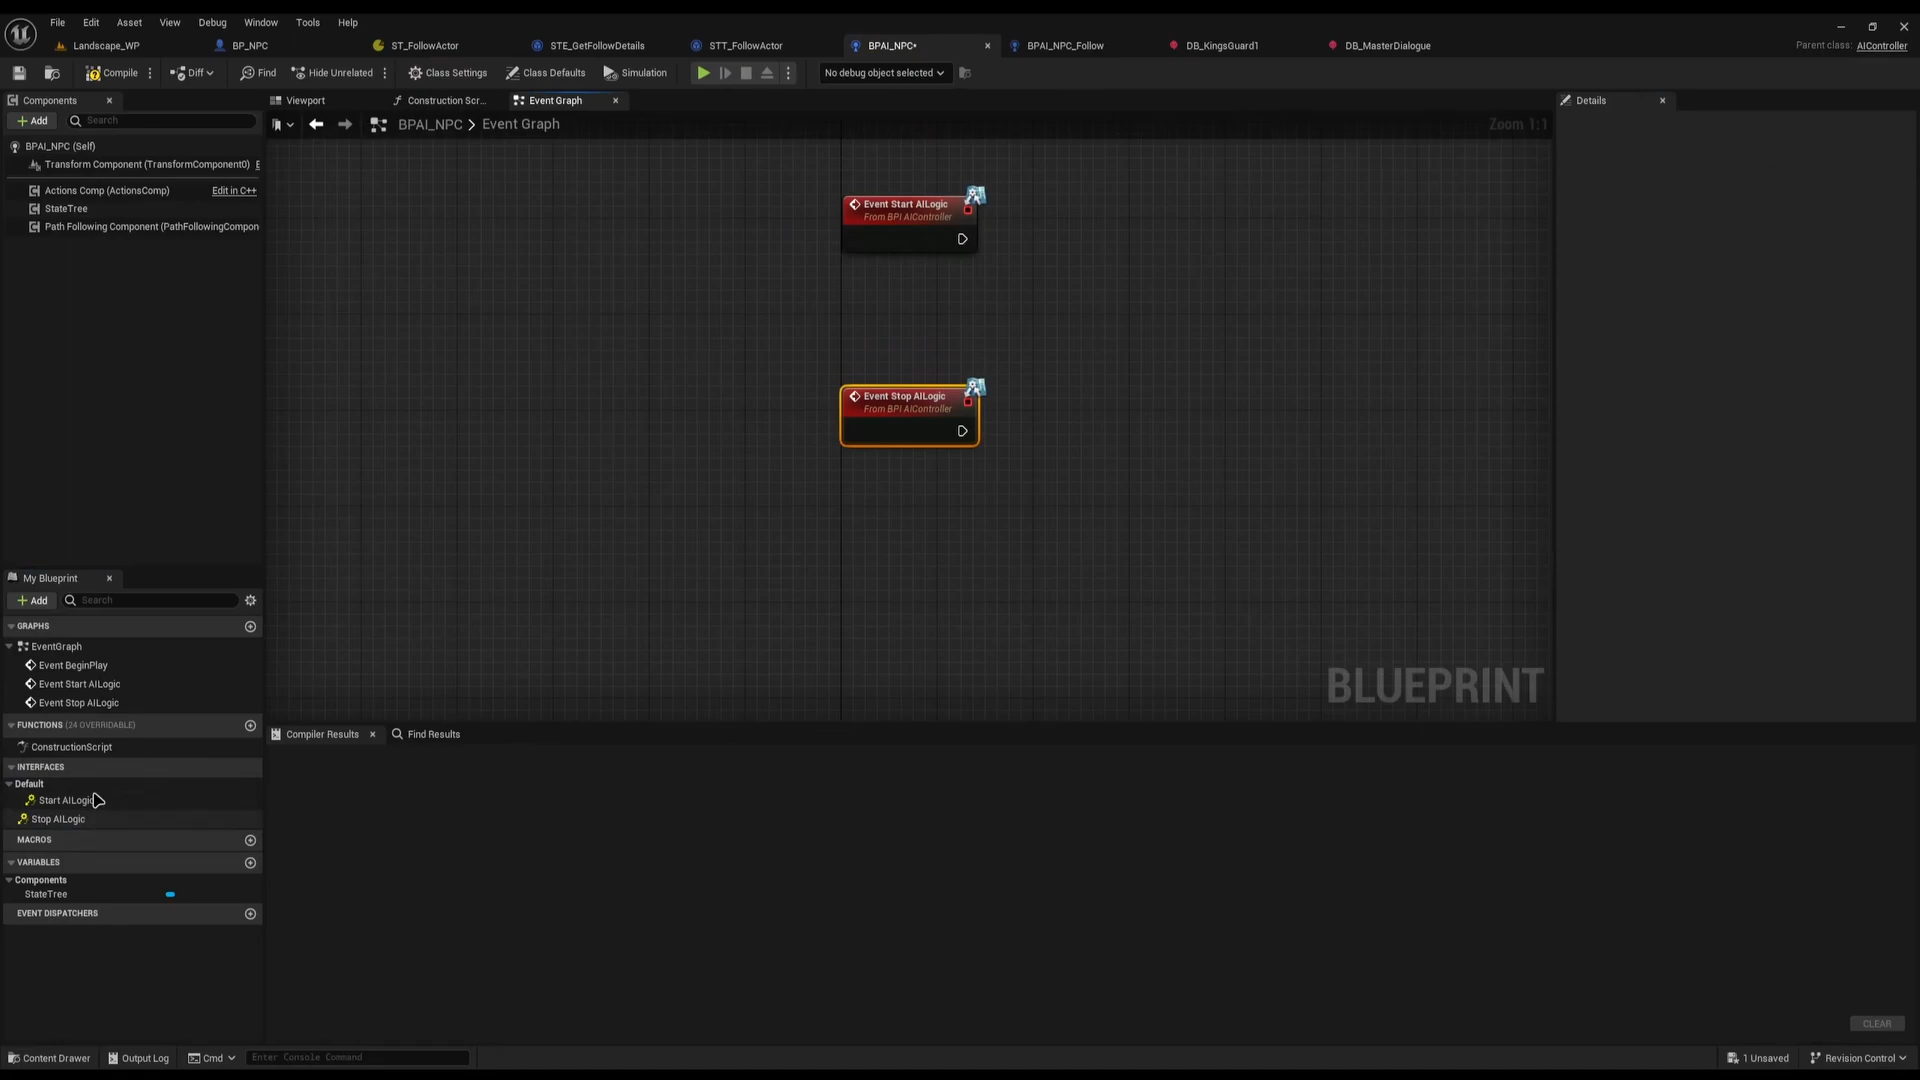 File Edit Asset View Debug Window Tools Help
Landscape_WP BP_NPC ST_FollowActor STE_GetFollowDetails STT_FollowActor BPAI_NPC* BPAI_NPC_Follow DB_KingsGuard1 DB_MasterDialogue Parent class: AIController
Compile Diff Find Hide Unrelated Class Settings Class Defaults Simulation No debug object selected
Components Viewport Construction Scr... Event Graph Details
Add Search BPAI_NPC > Event Graph Zoom 1:1
BPAI_NPC (Self)
Transform Component (TransformComponent0) E
Actions Comp (ActionsComp) Edit in C++
StateTree
Path Following Component (PathFollowingCompon
Event Start AILogic
From BPI AIController
Event Stop AILogic
From BPI AIController
BLUEPRINT
My Blueprint
Add Search
GRAPHS
EventGraph
Event BeginPlay
Event Start AILogic
Event Stop AILogic
FUNCTIONS (24 OVERRIDABLE)
ConstructionScript
INTERFACES
Default
Start AILogic
Stop AILogic
MACROS
VARIABLES
Components
StateTree
EVENT DISPATCHERS
Compiler Results Find Results
CLEAR
Content Drawer Output Log Cmd Enter Console Command 1 Unsaved Revision Control